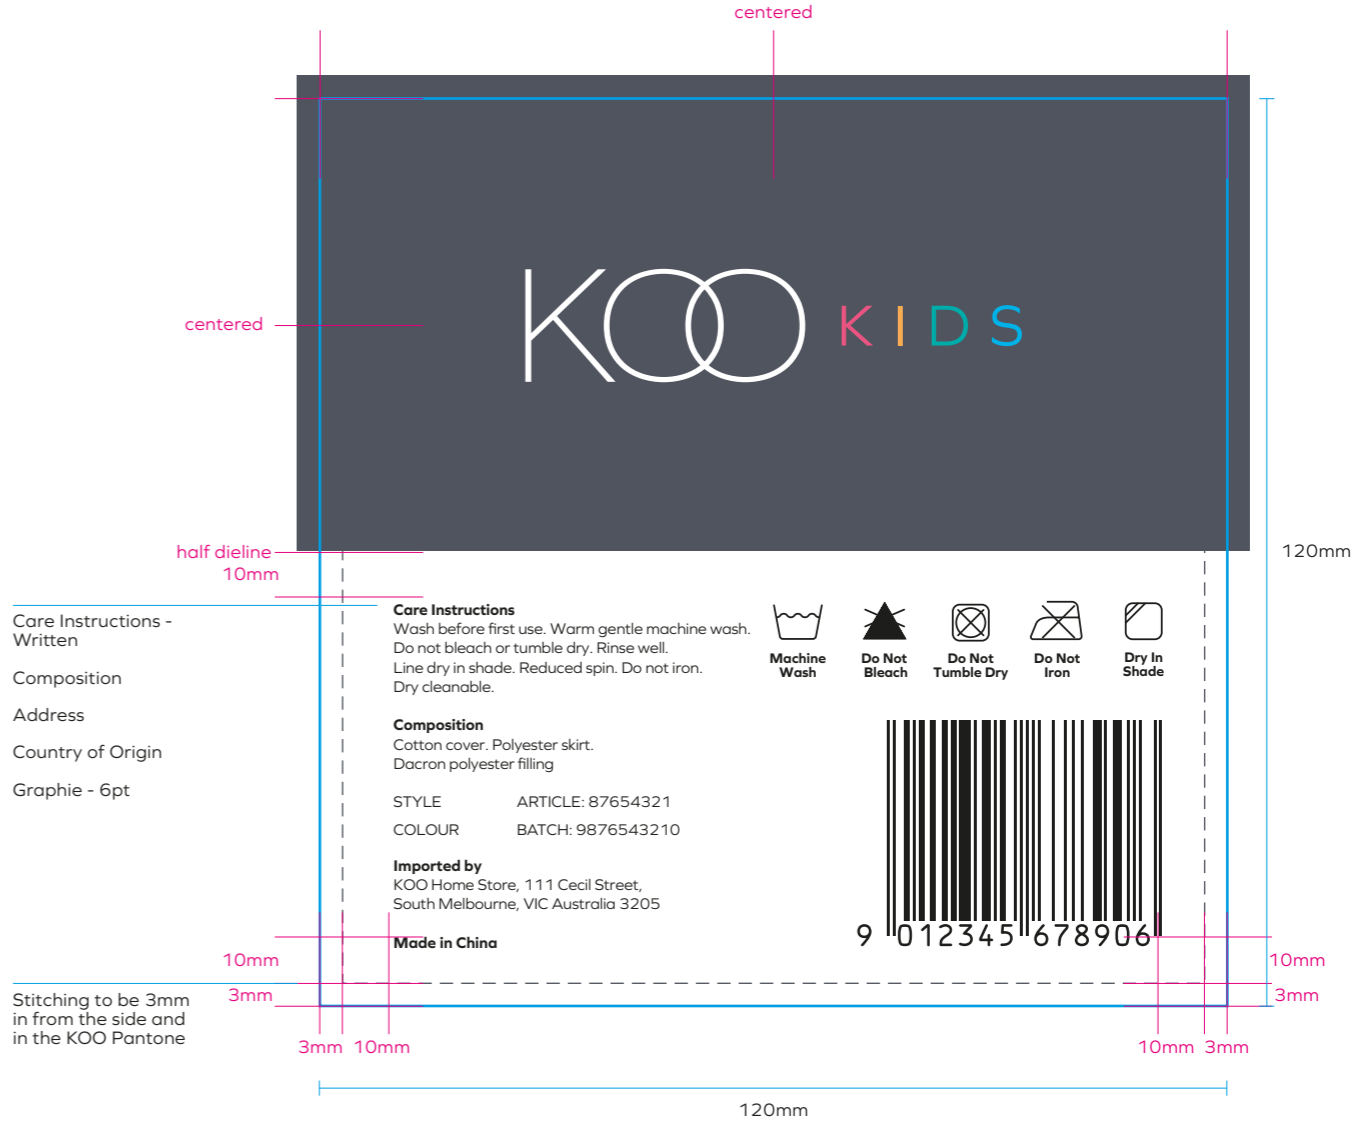 centered
KOO KIDS
centered
half dieline
10mm
120mm
Care Instructions -
Written
Composition
Address
Country of Origin
Graphie - 6pt
Care Instructions
Wash before first use. Warm gentle machine wash.
Do not bleach or tumble dry. Rinse well.
Line dry in shade. Reduced spin. Do not iron.
Dry cleanable.
Machine
Wash
Do Not
Bleach
Do Not
Tumble Dry
Do Not
Iron
Dry In
Shade
Composition
Cotton cover. Polyester skirt.
Dacron polyester filling
STYLE ARTICLE: 87654321
COLOUR BATCH: 9876543210
Imported by
KOO Home Store, 111 Cecil Street,
South Melbourne, VIC Australia 3205
Made in China
9 012345 678906
10mm
3mm
10mm
3mm
Stitching to be 3mm
in from the side and
in the KOO Pantone
3mm 10mm
10mm 3mm
120mm